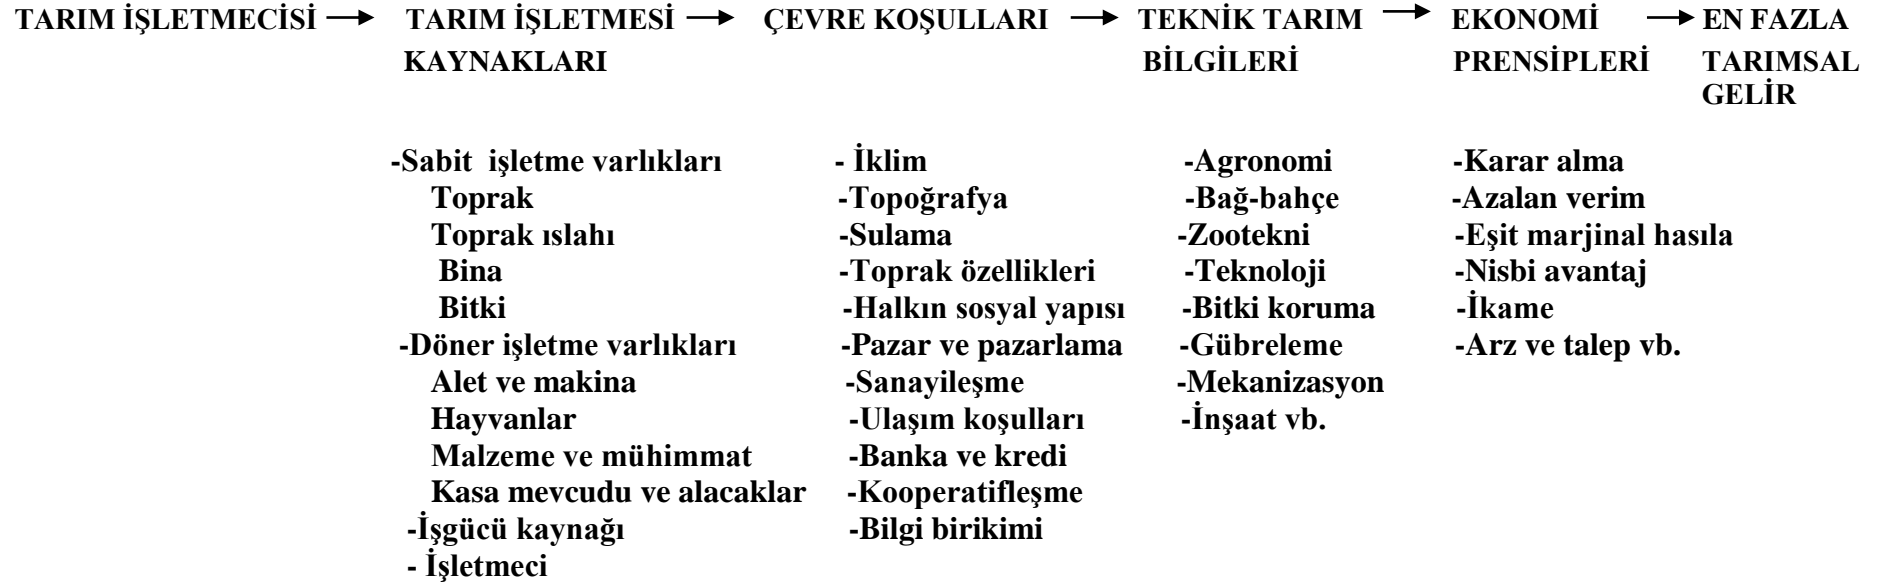 TARIM İŞLETMECİSİ → TARIM İŞLETMESİ → ÇEVRE KOŞULLARI → TEKNİK TARIM → EKONOMİ → EN FAZLA
KAYNAKLARI BİLGİLERİ PRENSİPLERİ TARIMSAL
GELİR
-Sabit işletme varlıkları - İklim -Agronomi -Karar alma
Toprak -Topoğrafya -Bağ-bahçe -Azalan verim
Toprak ıslahı -Sulama -Zootekni -Eşit marjinal hasıla
Bina -Toprak özellikleri -Teknoloji -Nisbi avantaj
Bitki -Halkın sosyal yapısı -Bitki koruma -İkame
-Döner işletme varlıkları -Pazar ve pazarlama -Gübreleme -Arz ve talep vb.
Alet ve makina -Sanayileşme -Mekanizasyon
Hayvanlar -Ulaşım koşulları -İnşaat vb.
Malzeme ve mühimmat -Banka ve kredi
Kasa mevcudu ve alacaklar -Kooperatifleşme
-İşgücü kaynağı -Bilgi birikimi
- İşletmeci